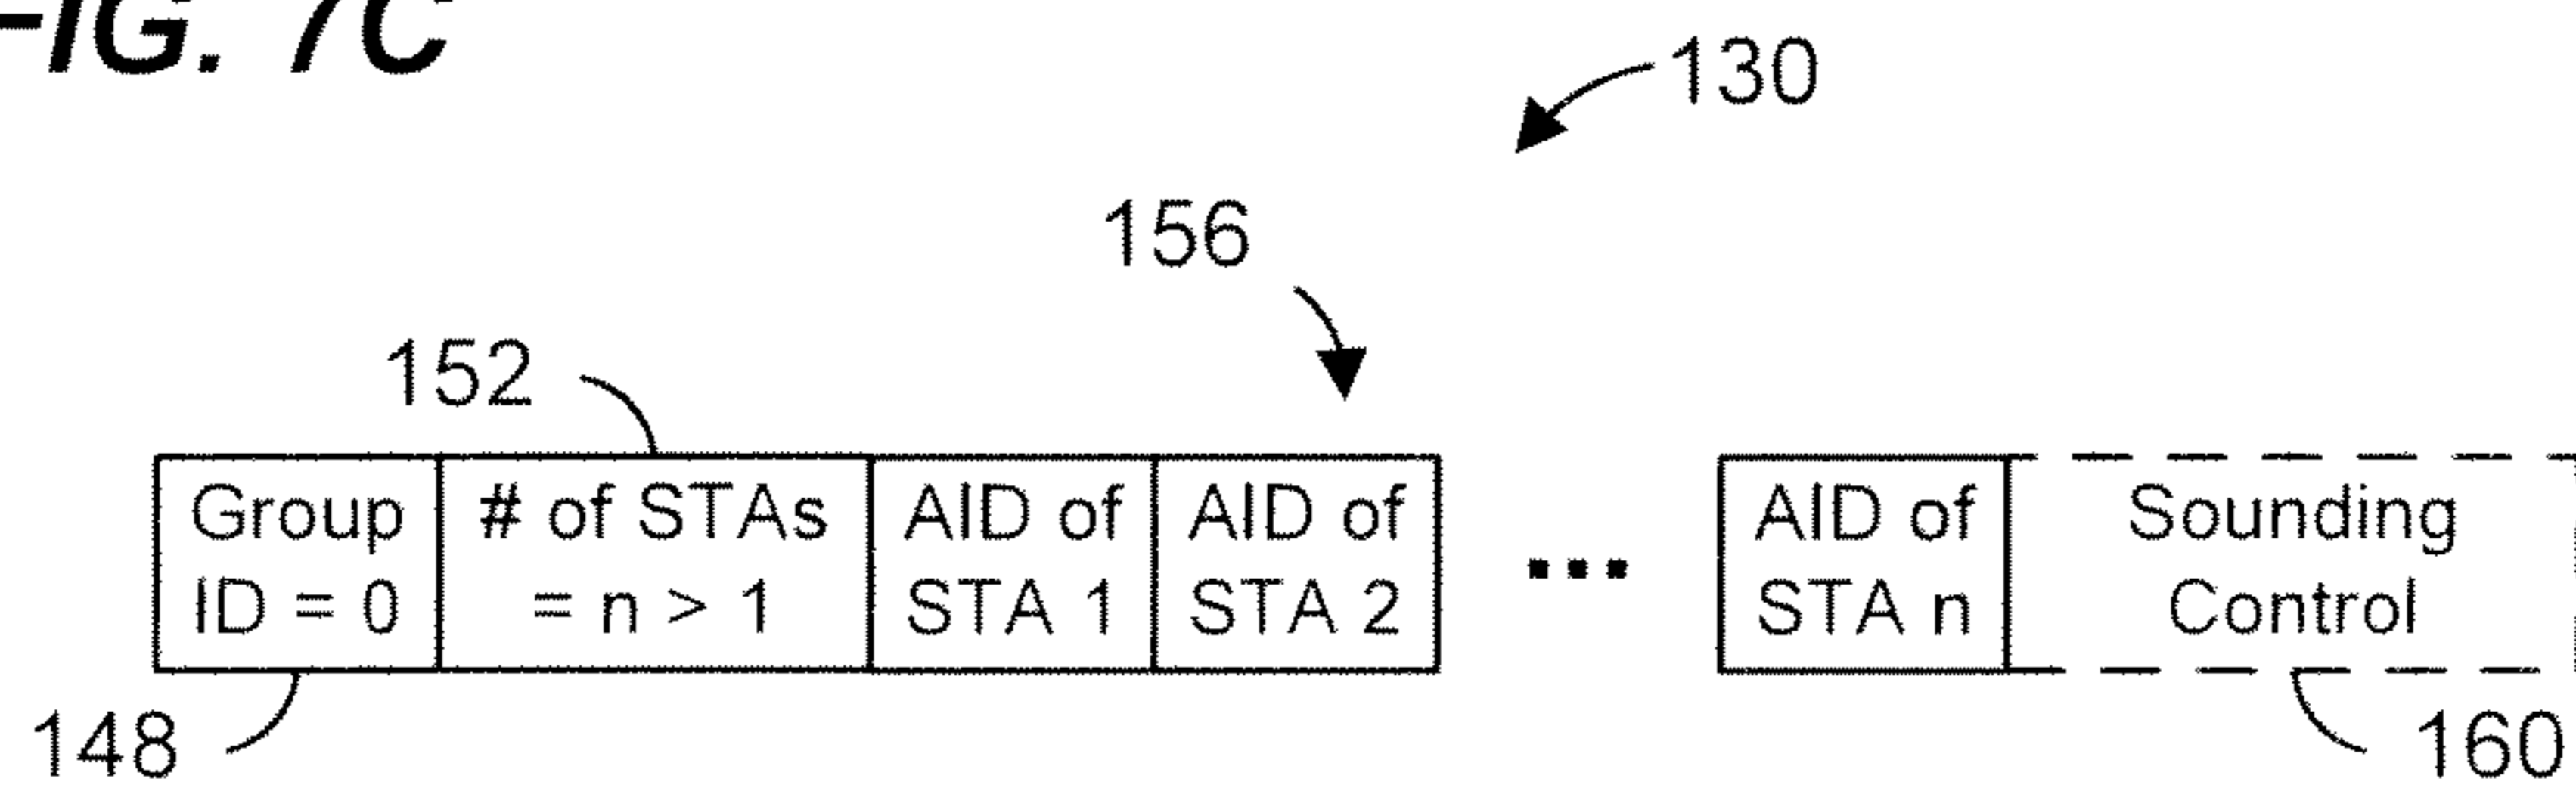 FIG. 7C
130
156
152
Group ID = 0
# of STAs = n > 1
AID of STA 1
AID of STA 2
...
AID of STA n
Sounding Control
148
160